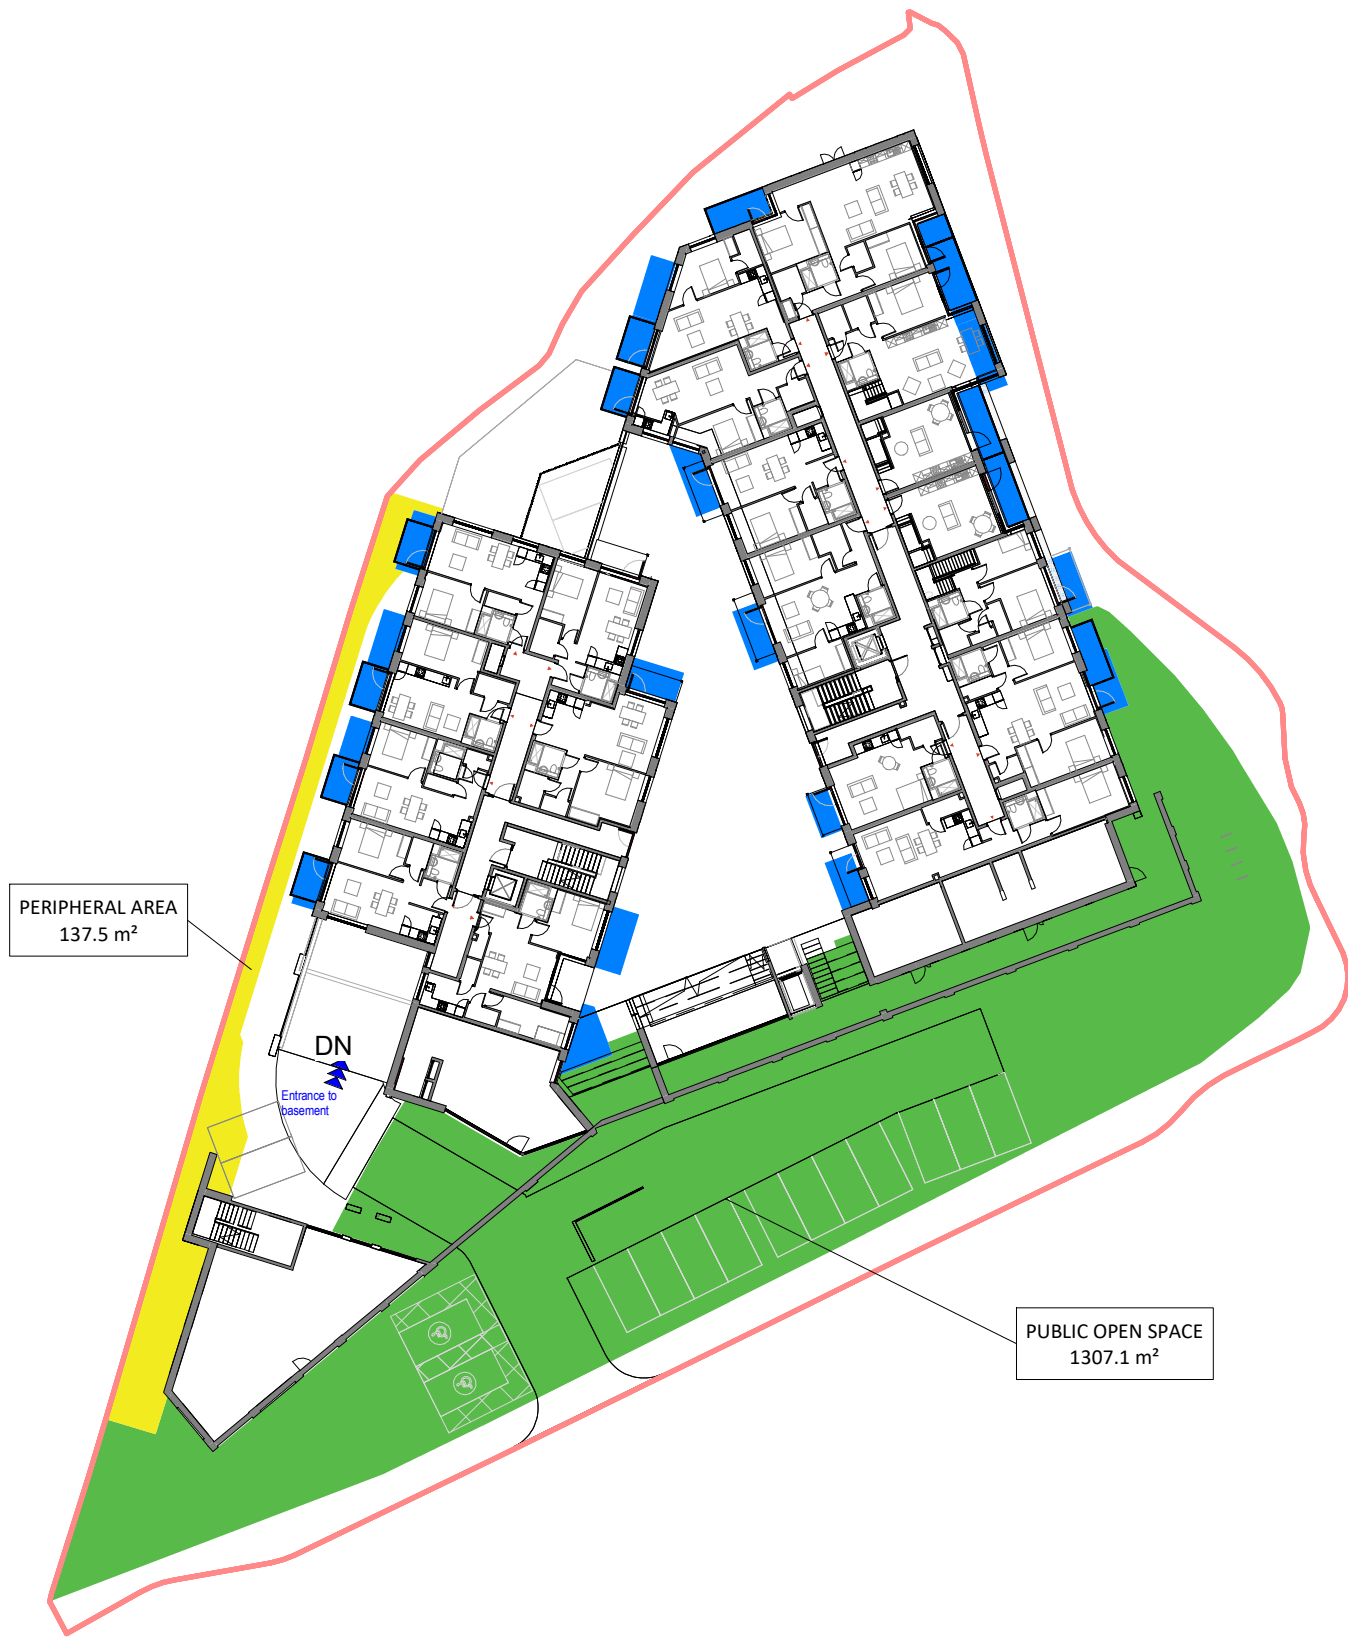 PERIPHERAL AREA
137.5 m²
DN
Entrance to
basement
PUBLIC OPEN SPACE
1307.1 m²